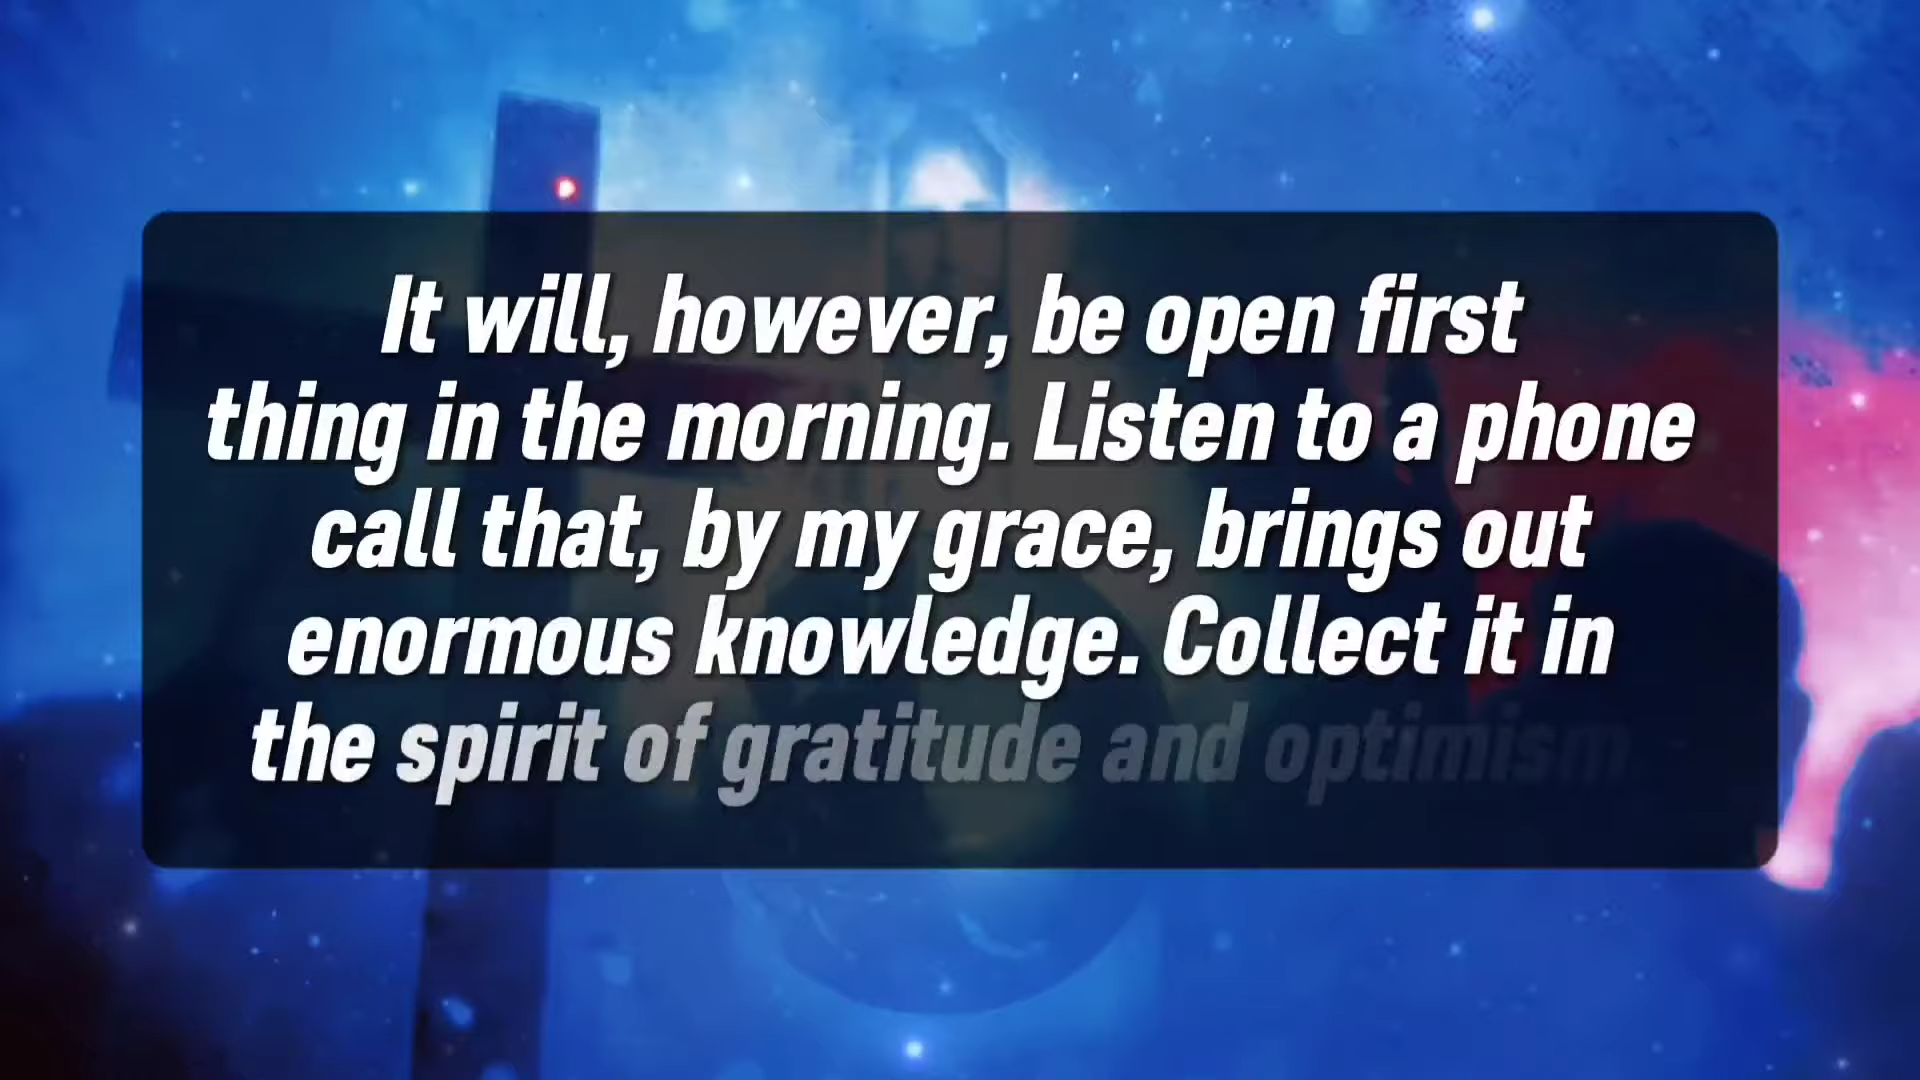 It will, however, be open first
thing in the morning. Listen to a phone
call that, by my grace, brings out
enormous knowledge. Collect it in
the spirit of gratitude and optimism